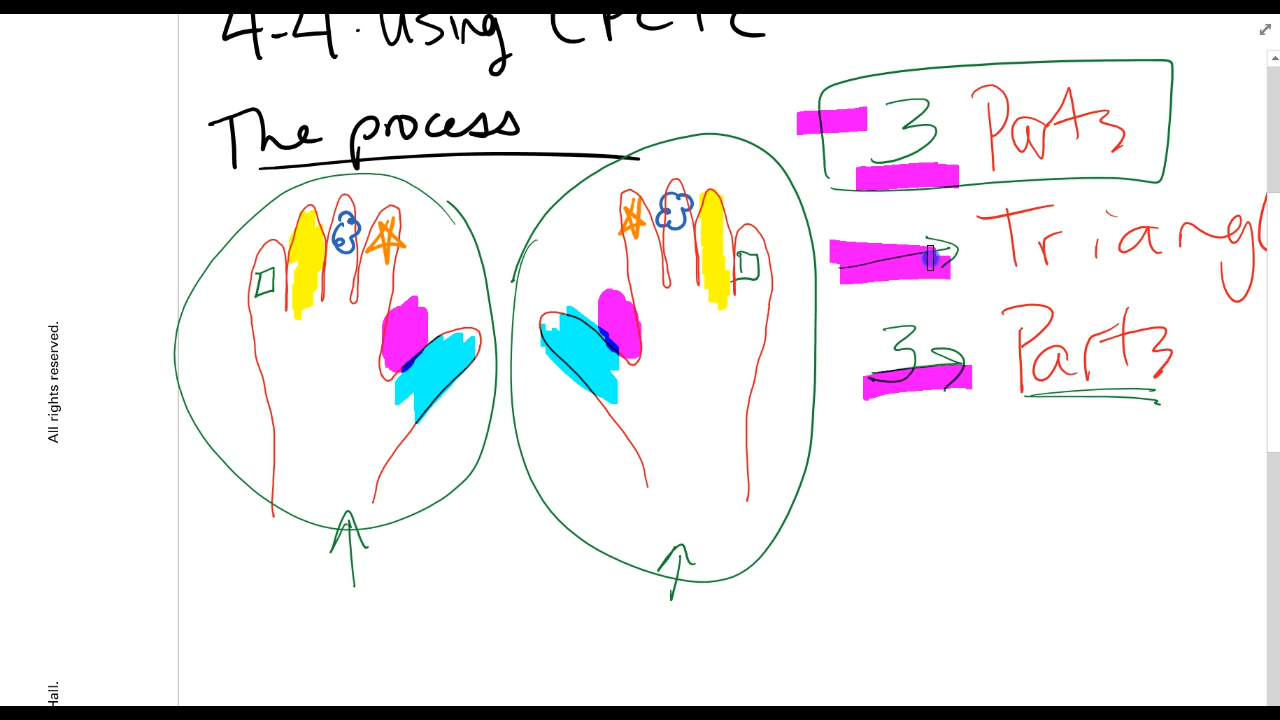 4-4. Using CPCTC
The process
3 Parts
Triangl
3 Parts
All rights reserved.
Hall.